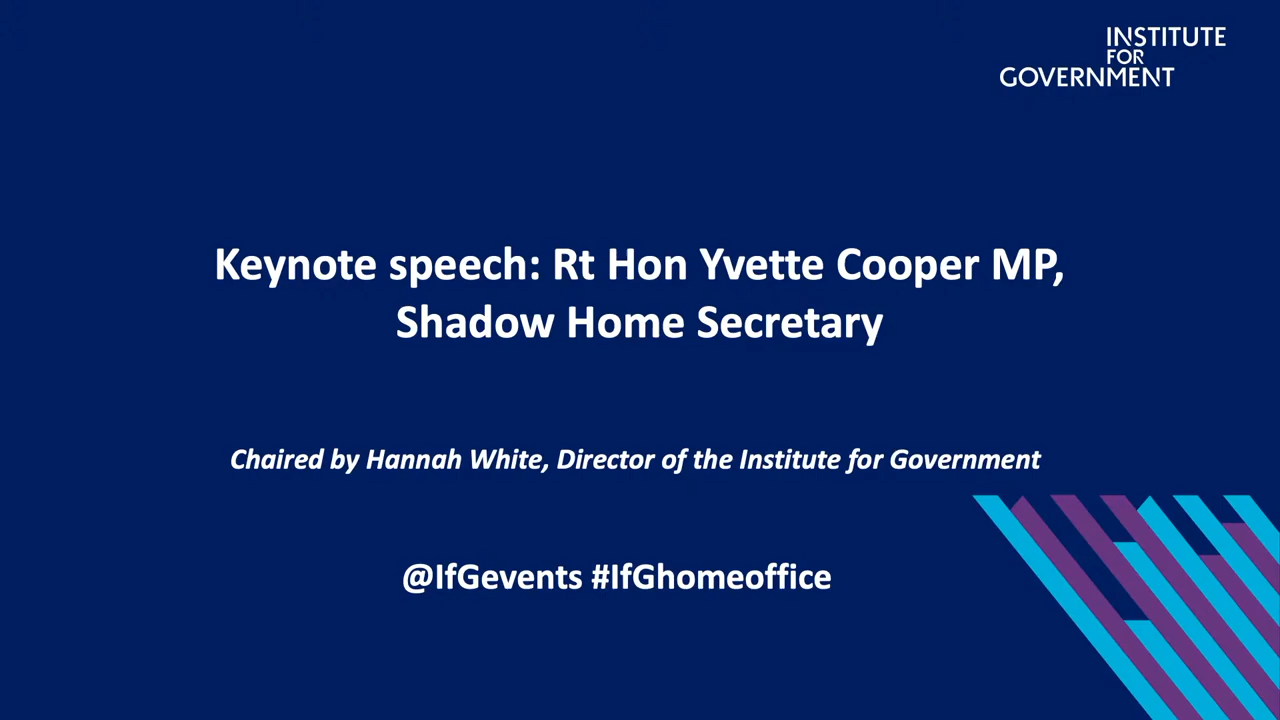 INSTITUTE
FOR
GOVERNMENT
Keynote speech: Rt Hon Yvette Cooper MP,
Shadow Home Secretary
Chaired by Hannah White, Director of the Institute for Government
@IfGevents #IfGhomeoffice